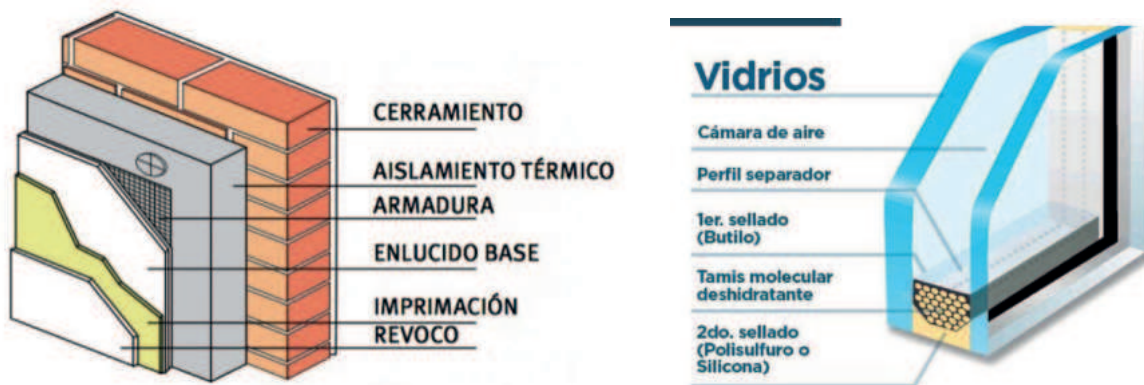 CERRAMIENTO
AISLAMIENTO TÉRMICO
ARMADURA
ENLUCIDO BASE
IMPRIMACIÓN
REVOCO
Vidrios
Cámara de aire
Perfil separador
1er. sellado
(Butilo)
Tamis molecular
deshidratante
2do. sellado
(Polisulfuro o
Silicona)